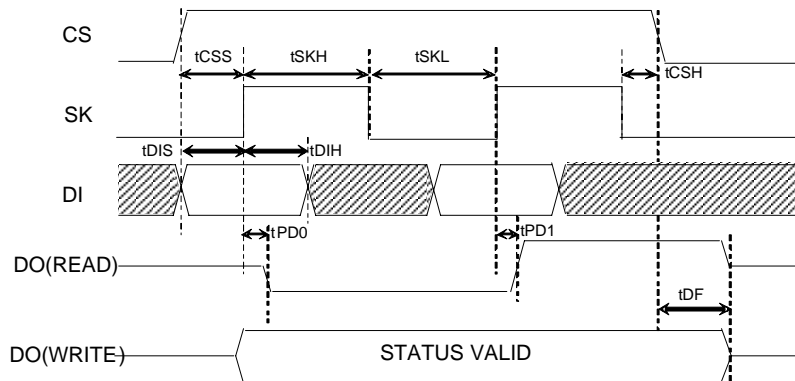 CS
tCSS tSKH tSKL tCSH
SK
tDIS tDIH
DI
tPD0 tPD1
DO(READ)
tDF
DO(WRITE) STATUS VALID